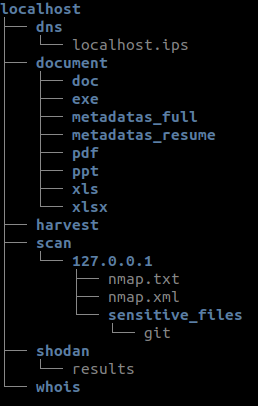 localhost
├── dns
│   └── localhost.ips
├── document
│   ├── doc
│   ├── exe
│   ├── metadatas_full
│   ├── metadatas_resume
│   ├── pdf
│   ├── ppt
│   ├── xls
│   └── xlsx
├── harvest
├── scan
│   └── 127.0.0.1
│       ├── nmap.txt
│       ├── nmap.xml
│       └── sensitive_files
│           └── git
├── shodan
│   └── results
└── whois